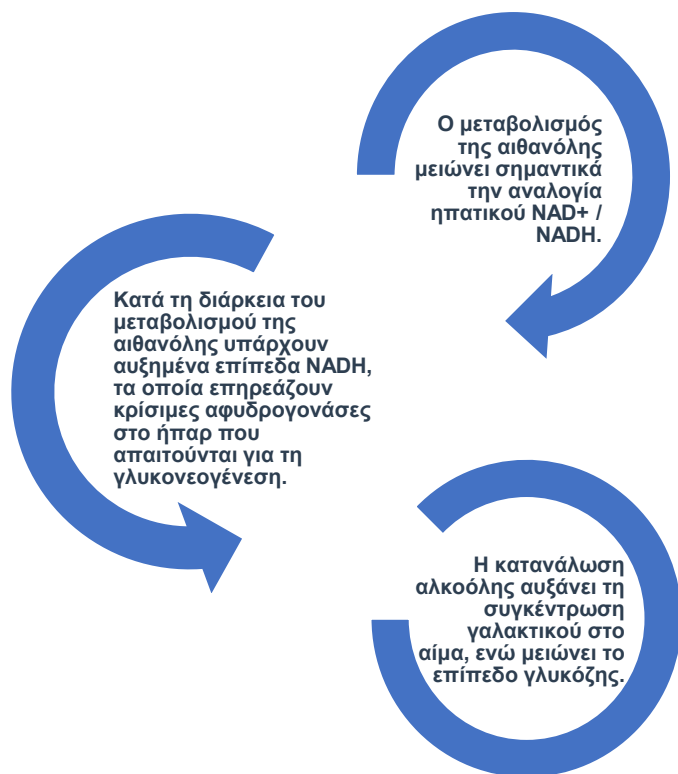 Ο μεταβολισμός
της αιθανόλης
μειώνει σημαντικά
την αναλογία
ηπατικού NAD+ /
NADH.
Κατά τη διάρκεια του
μεταβολισμού της
αιθανόλης υπάρχουν
αυξημένα επίπεδα NADH,
τα οποία επηρεάζουν
κρίσιμες αφυδρογονάσες
στο ήπαρ που
απαιτούνται για τη
γλυκονεογένεση.
Η κατανάλωση
αλκοόλης αυξάνει τη
συγκέντρωση
γαλακτικού στο
αίμα, ενώ μειώνει το
επίπεδο γλυκόζης.